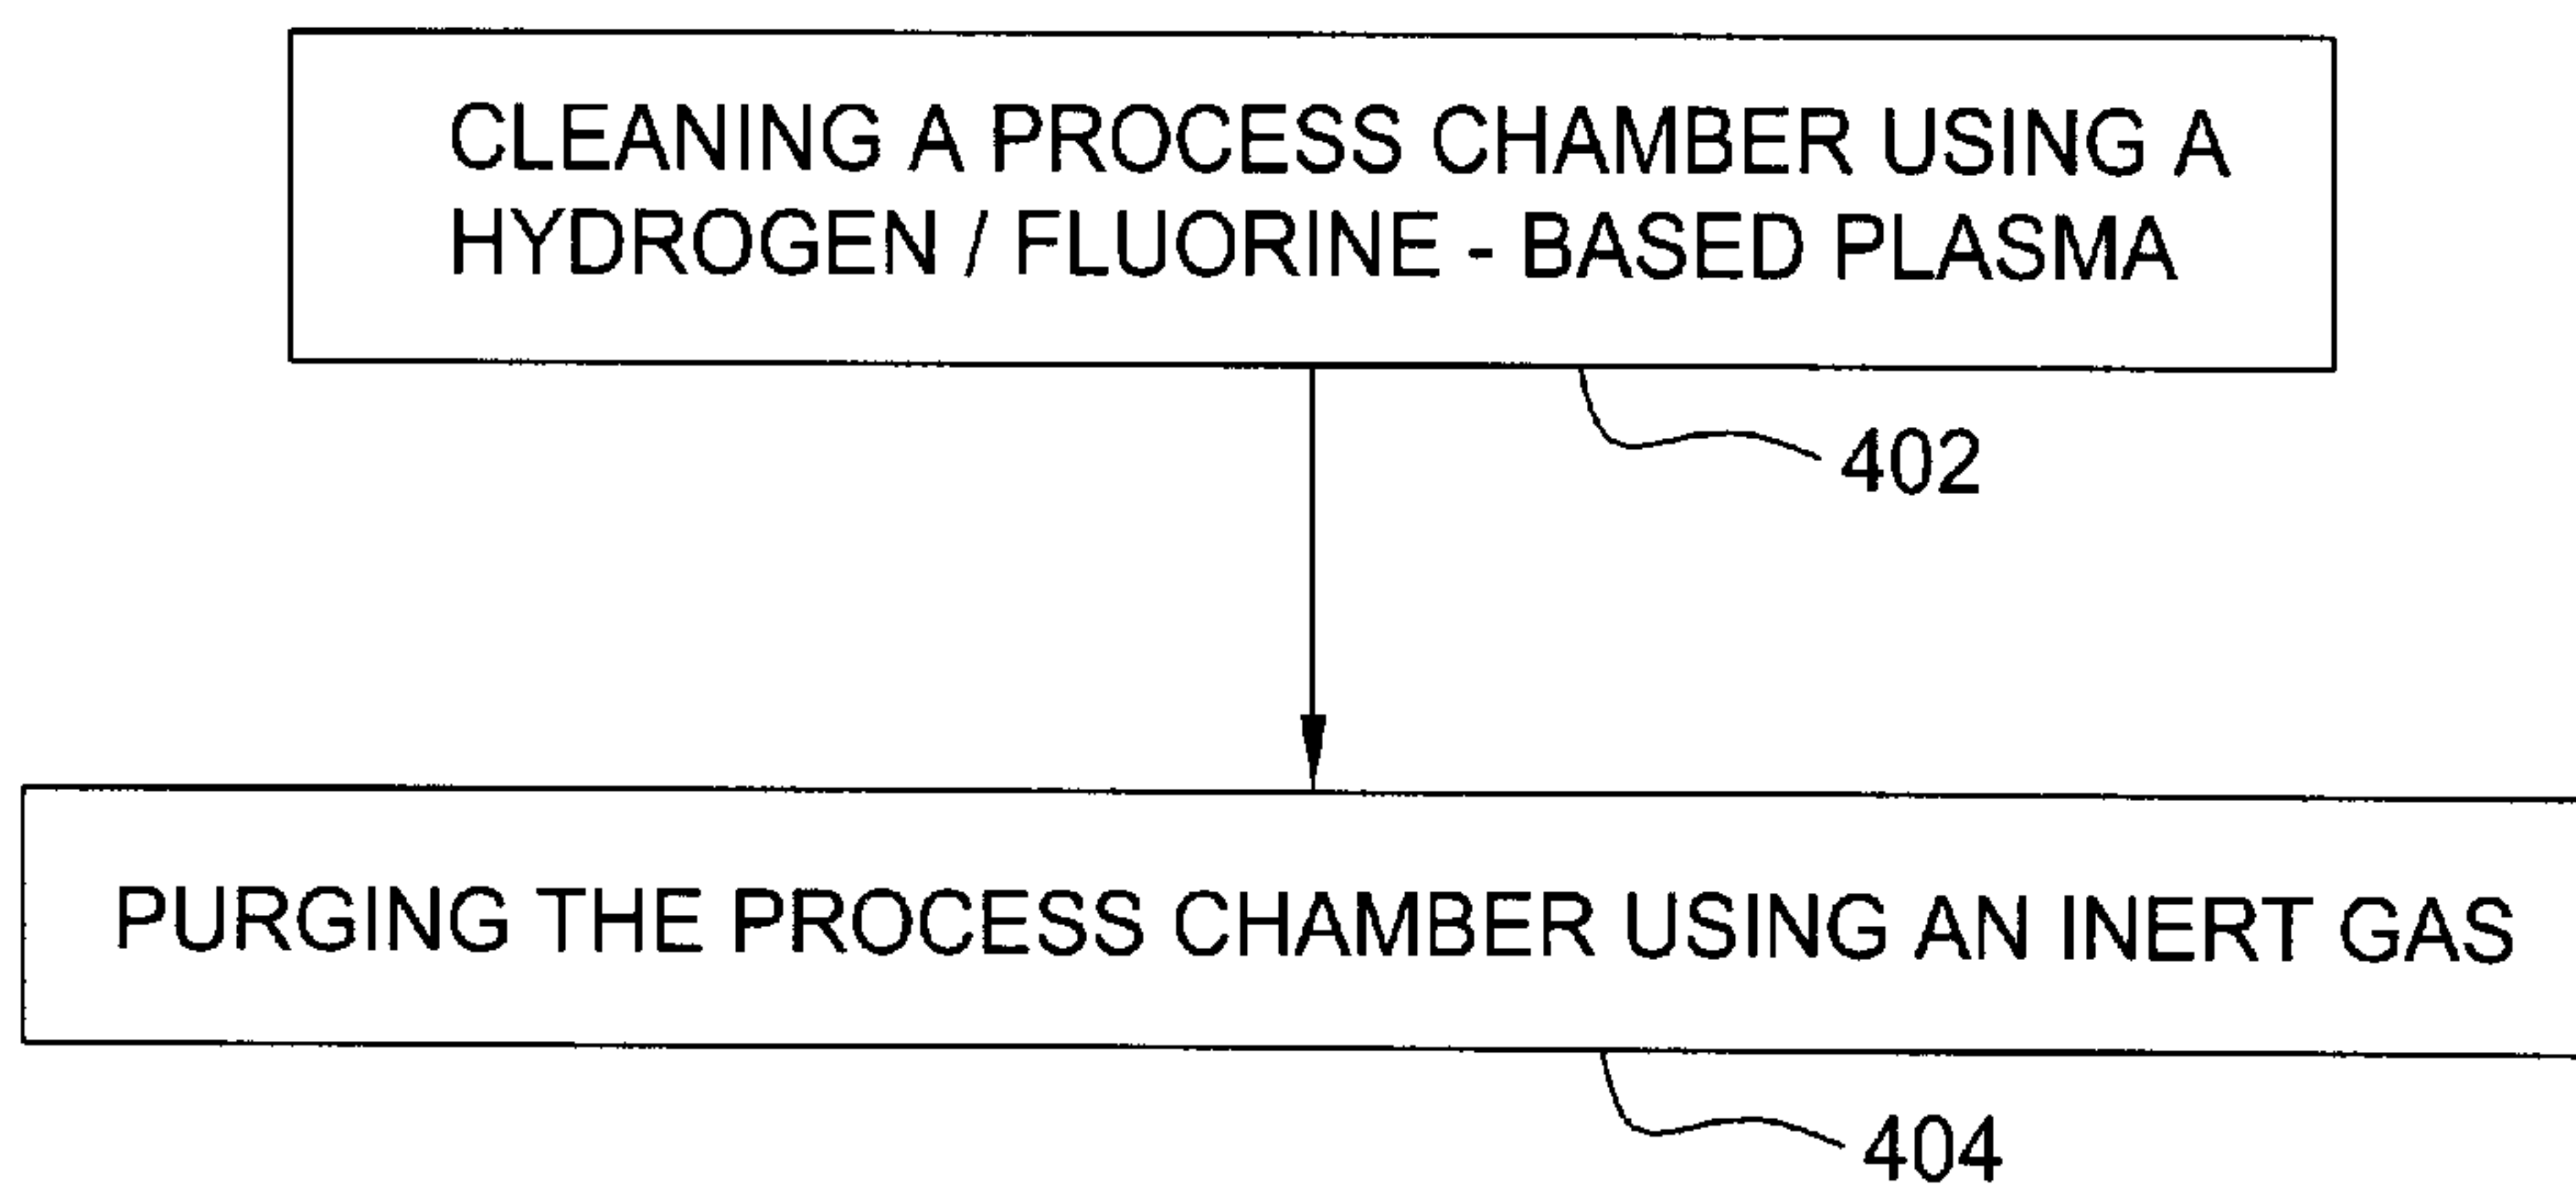 CLEANING A PROCESS CHAMBER USING A
HYDROGEN / FLUORINE - BASED PLASMA
402
PURGING THE PROCESS CHAMBER USING AN INERT GAS
404